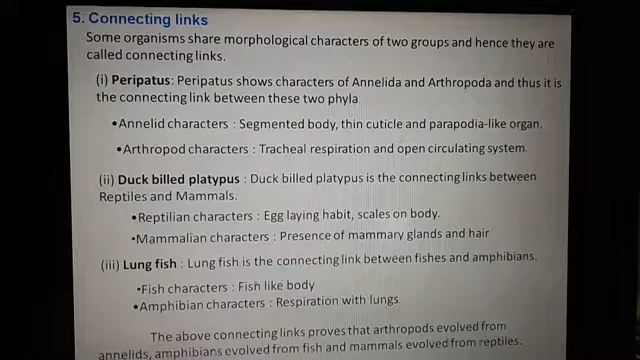 5. Connecting links
Some organisms share morphological characters of two groups and hence they are
called connecting links.
(i) Peripatus: Peripatus shows characters of Annelida and Arthropoda and thus it is
the connecting link between these two phyla
•Annelid characters : Segmented body, thin cuticle and parapodia-like organ.
•Arthropod characters : Tracheal respiration and open circulating system.
(ii) Duck billed platypus : Duck billed platypus is the connecting links between
Reptiles and Mammals.
•Reptilian characters : Egg laying habit, scales on body.
•Mammalian characters : Presence of mammary glands and hair
(iii) Lung fish : Lung fish is the connecting link between fishes and amphibians.
•Fish characters : Fish like body
•Amphibian characters : Respiration with lungs.
The above connecting links proves that arthropods evolved from
annelids, amphibians evolved from fish and mammals evolved from reptiles.